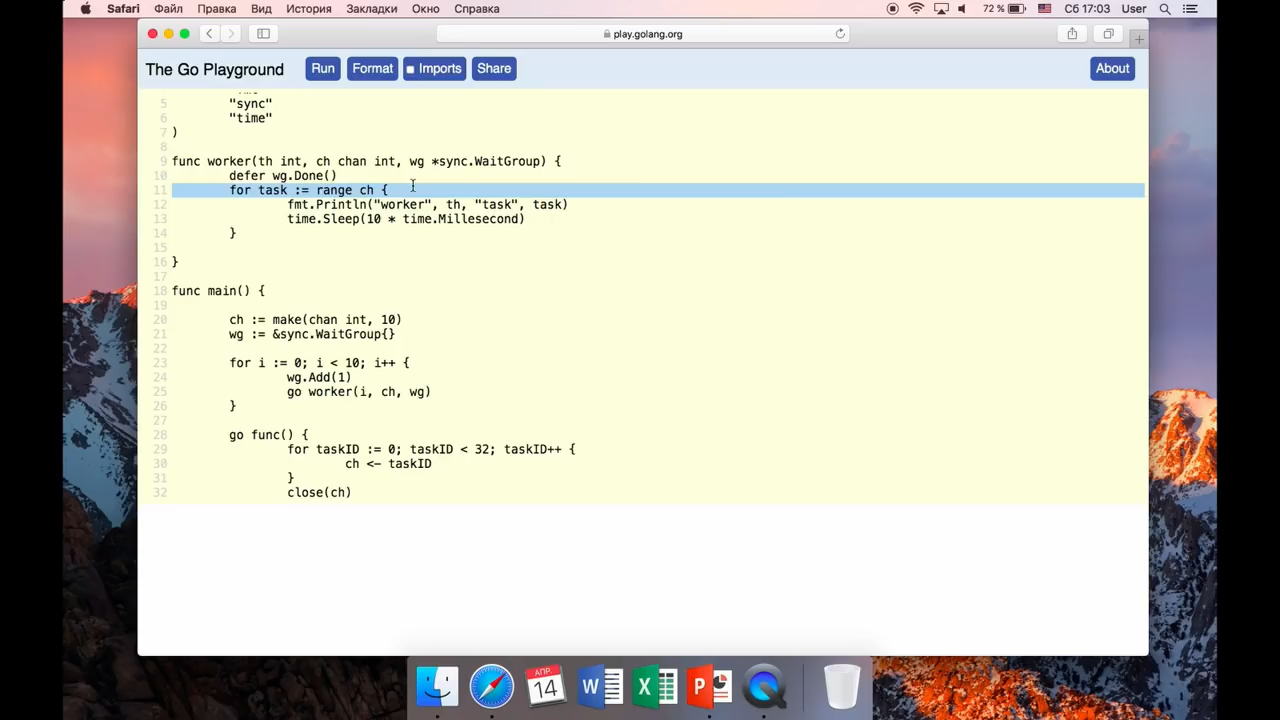 Safari Файл Правка Вид История Закладки Окно Справка 72 % Сб 17:03 User
play.golang.org
The Go Playground Run Format Imports Share About
5 "sync"
6 "time"
7 )
8
9 func worker(th int, ch chan int, wg *sync.WaitGroup) {
10 defer wg.Done()
11 for task := range ch {
12 fmt.Println("worker", th, "task", task)
13 time.Sleep(10 * time.Millesecond)
14 }
15
16 }
17
18 func main() {
19
20 ch := make(chan int, 10)
21 wg := &sync.WaitGroup{}
22
23 for i := 0; i < 10; i++ {
24 wg.Add(1)
25 go worker(i, ch, wg)
26 }
27
28 go func() {
29 for taskID := 0; taskID < 32; taskID++ {
30 ch <- taskID
31 }
32 close(ch)
АПР.
14 W X P